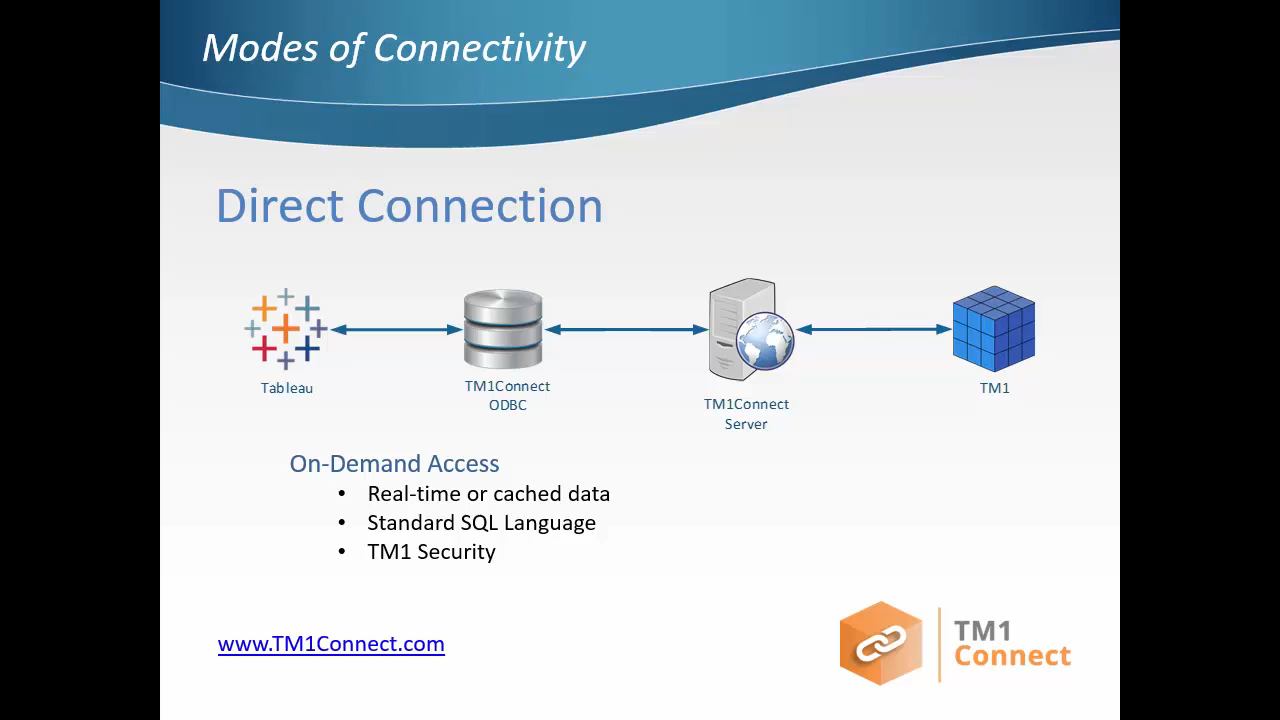 Modes of Connectivity
Direct Connection
Tableau
TM1Connect
ODBC
TM1Connect
Server
TM1
On-Demand Access
• Real-time or cached data
• Standard SQL Language
• TM1 Security
www.TM1Connect.com
TM1
Connect